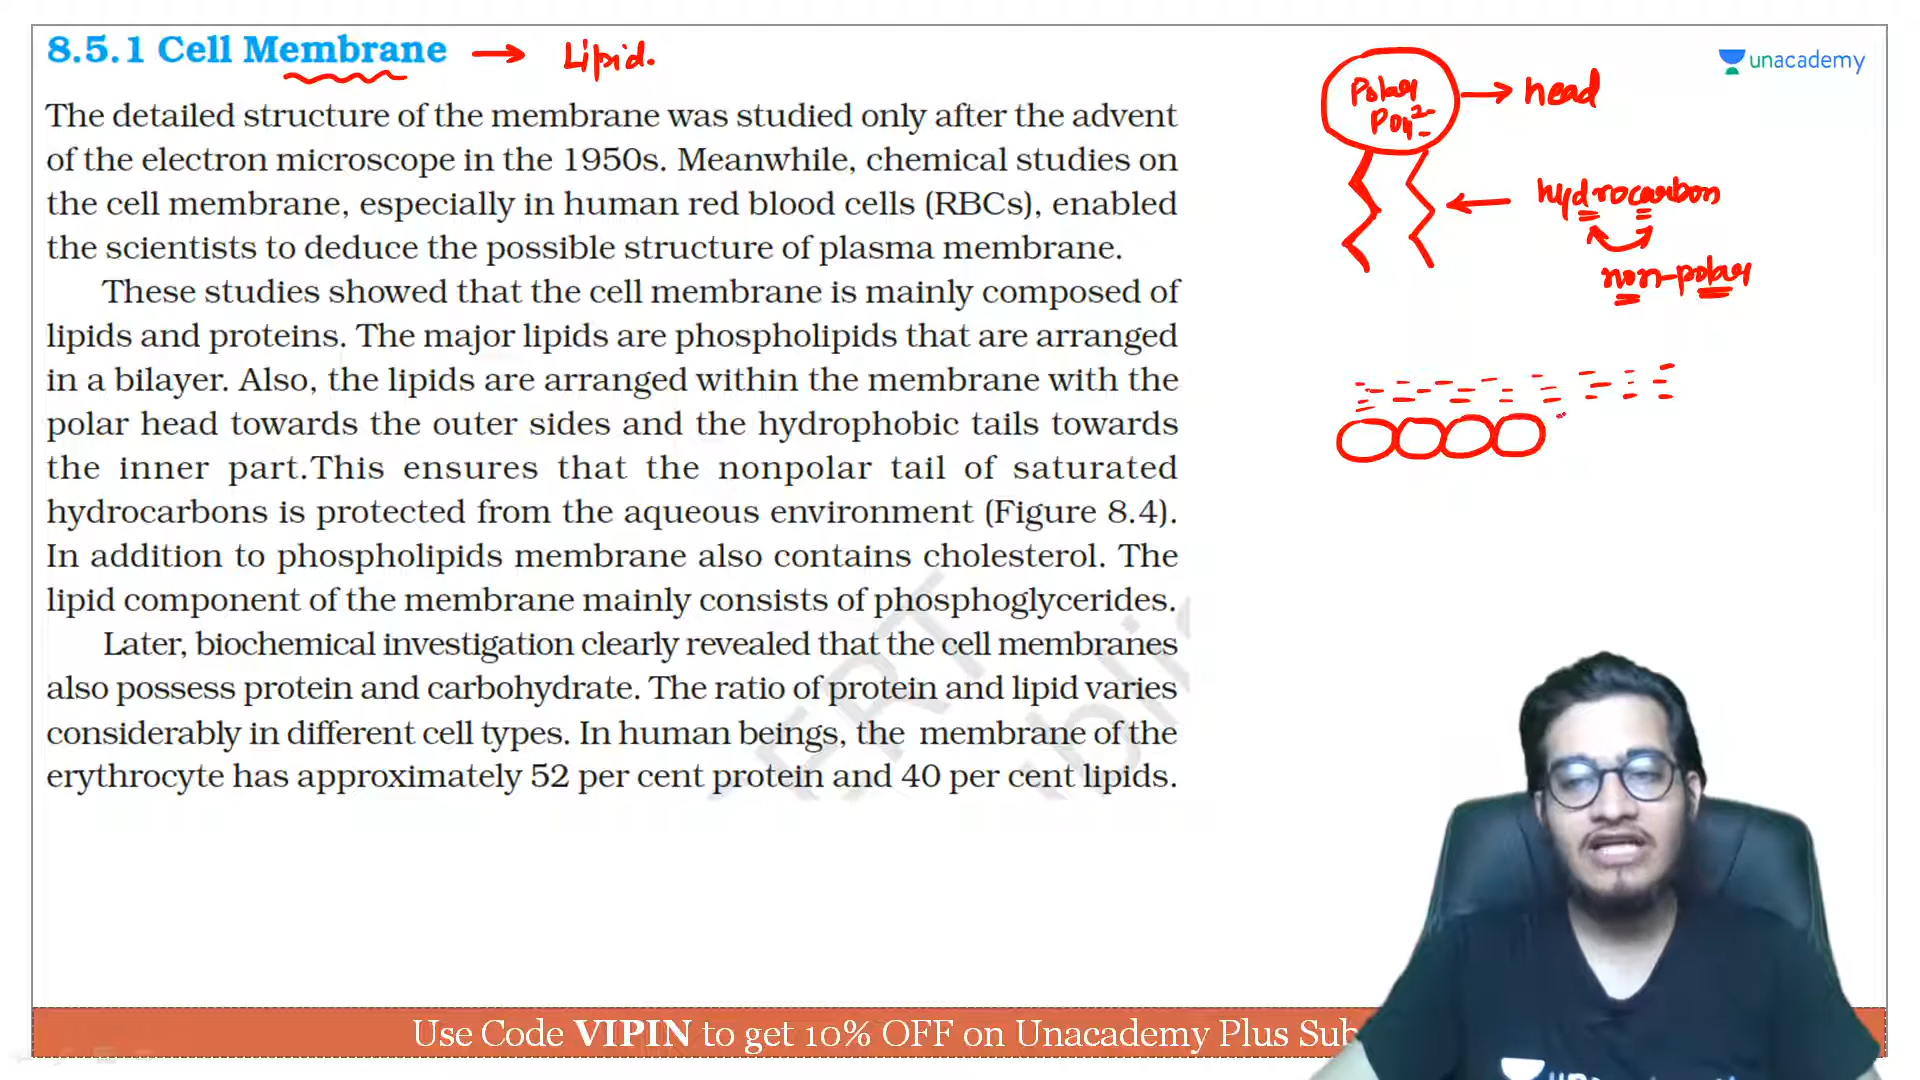 8.5.1 Cell Membrane → Lipid.
The detailed structure of the membrane was studied only after the advent
of the electron microscope in the 1950s. Meanwhile, chemical studies on
the cell membrane, especially in human red blood cells (RBCs), enabled
the scientists to deduce the possible structure of plasma membrane.
These studies showed that the cell membrane is mainly composed of
lipids and proteins. The major lipids are phospholipids that are arranged
in a bilayer. Also, the lipids are arranged within the membrane with the
polar head towards the outer sides and the hydrophobic tails towards
the inner part.This ensures that the nonpolar tail of saturated
hydrocarbons is protected from the aqueous environment (Figure 8.4).
In addition to phospholipids membrane also contains cholesterol. The
lipid component of the membrane mainly consists of phosphoglycerides.
Later, biochemical investigation clearly revealed that the cell membranes
also possess protein and carbohydrate. The ratio of protein and lipid varies
considerably in different cell types. In human beings, the membrane of the
erythrocyte has approximately 52 per cent protein and 40 per cent lipids.
unacademy
Polar → head
PO4 2-
hydrocarbon
non-polar
Use Code VIPIN to get 10% OFF on Unacademy Plus Sub